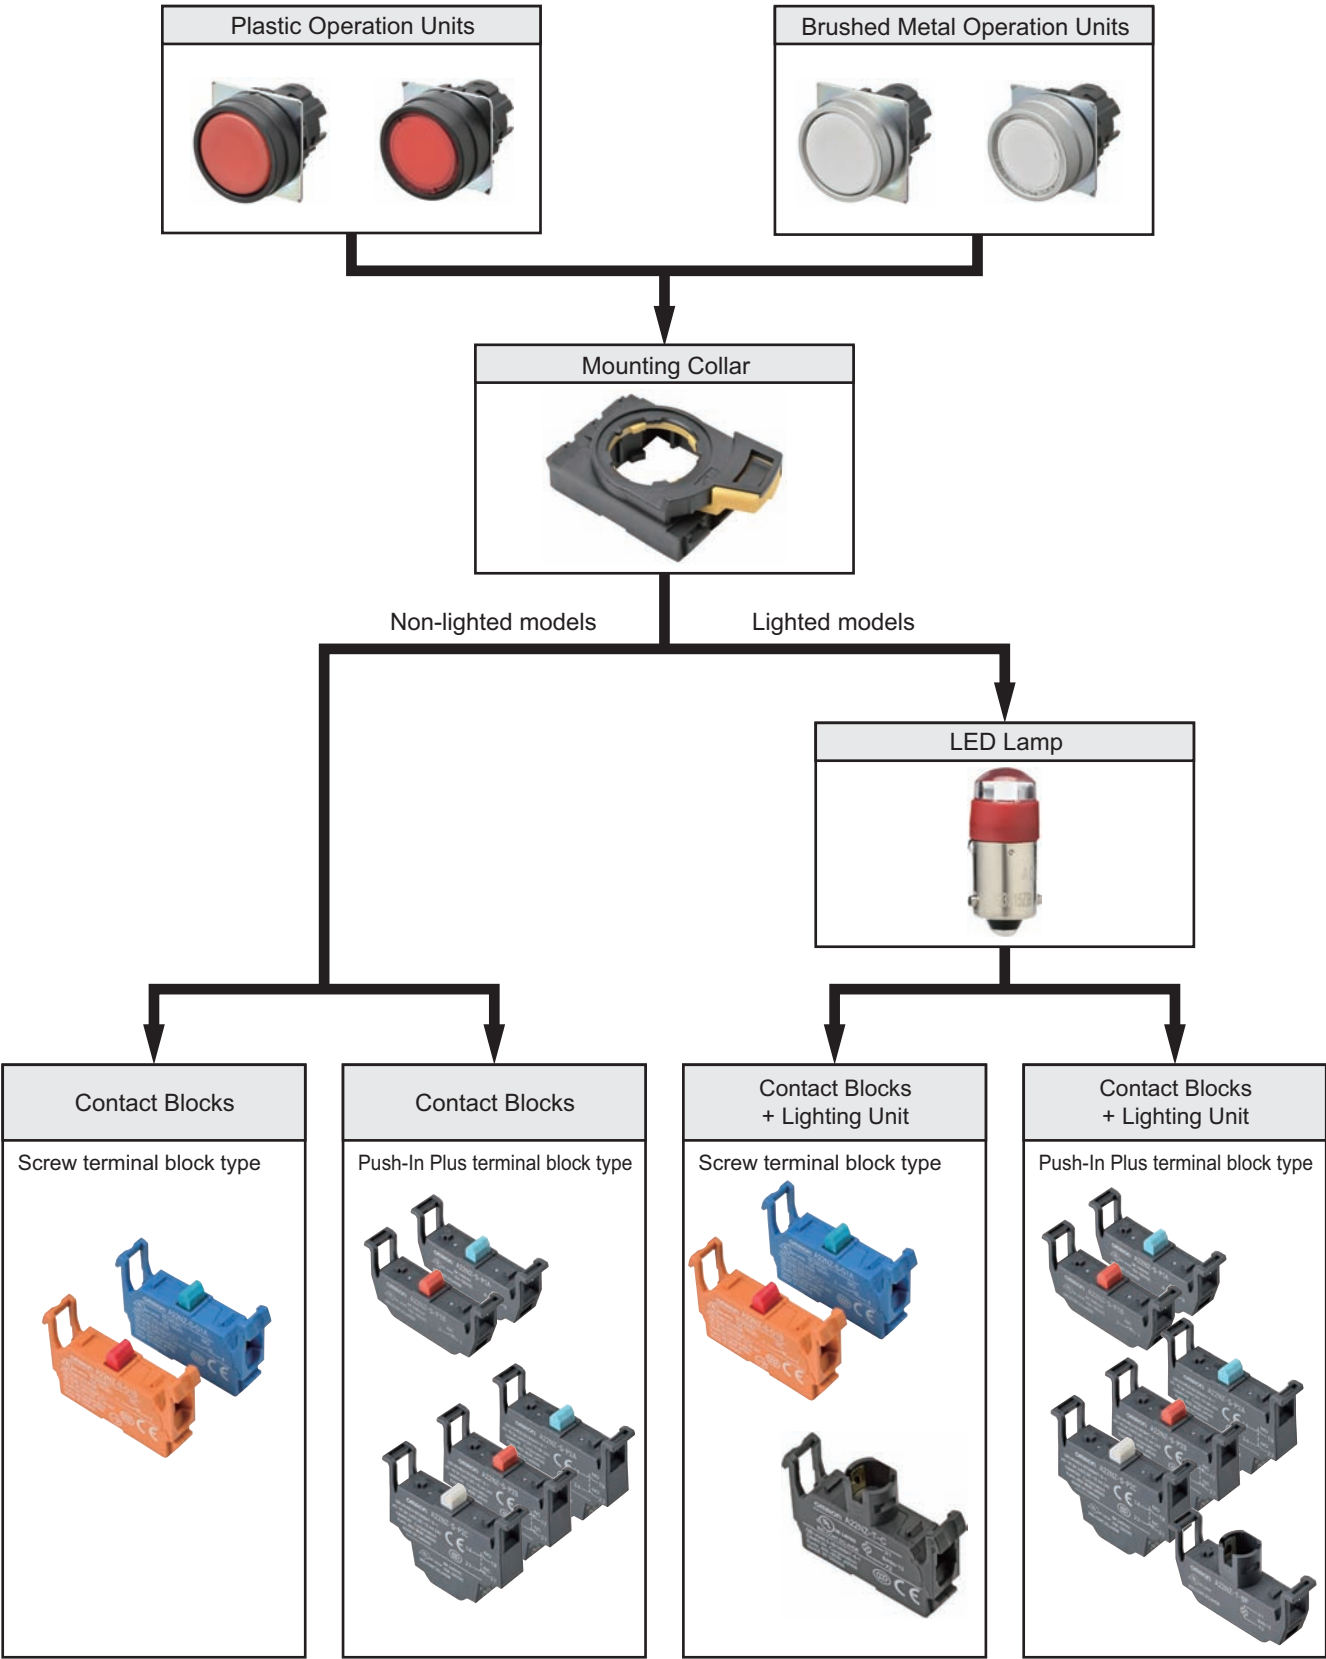 Plastic Operation Units
Brushed Metal Operation Units
Mounting Collar
Non-lighted models
Lighted models
LED Lamp
Contact Blocks
Contact Blocks
Contact Blocks
+ Lighting Unit
Contact Blocks
+ Lighting Unit
Screw terminal block type
Push-In Plus terminal block type
Screw terminal block type
Push-In Plus terminal block type